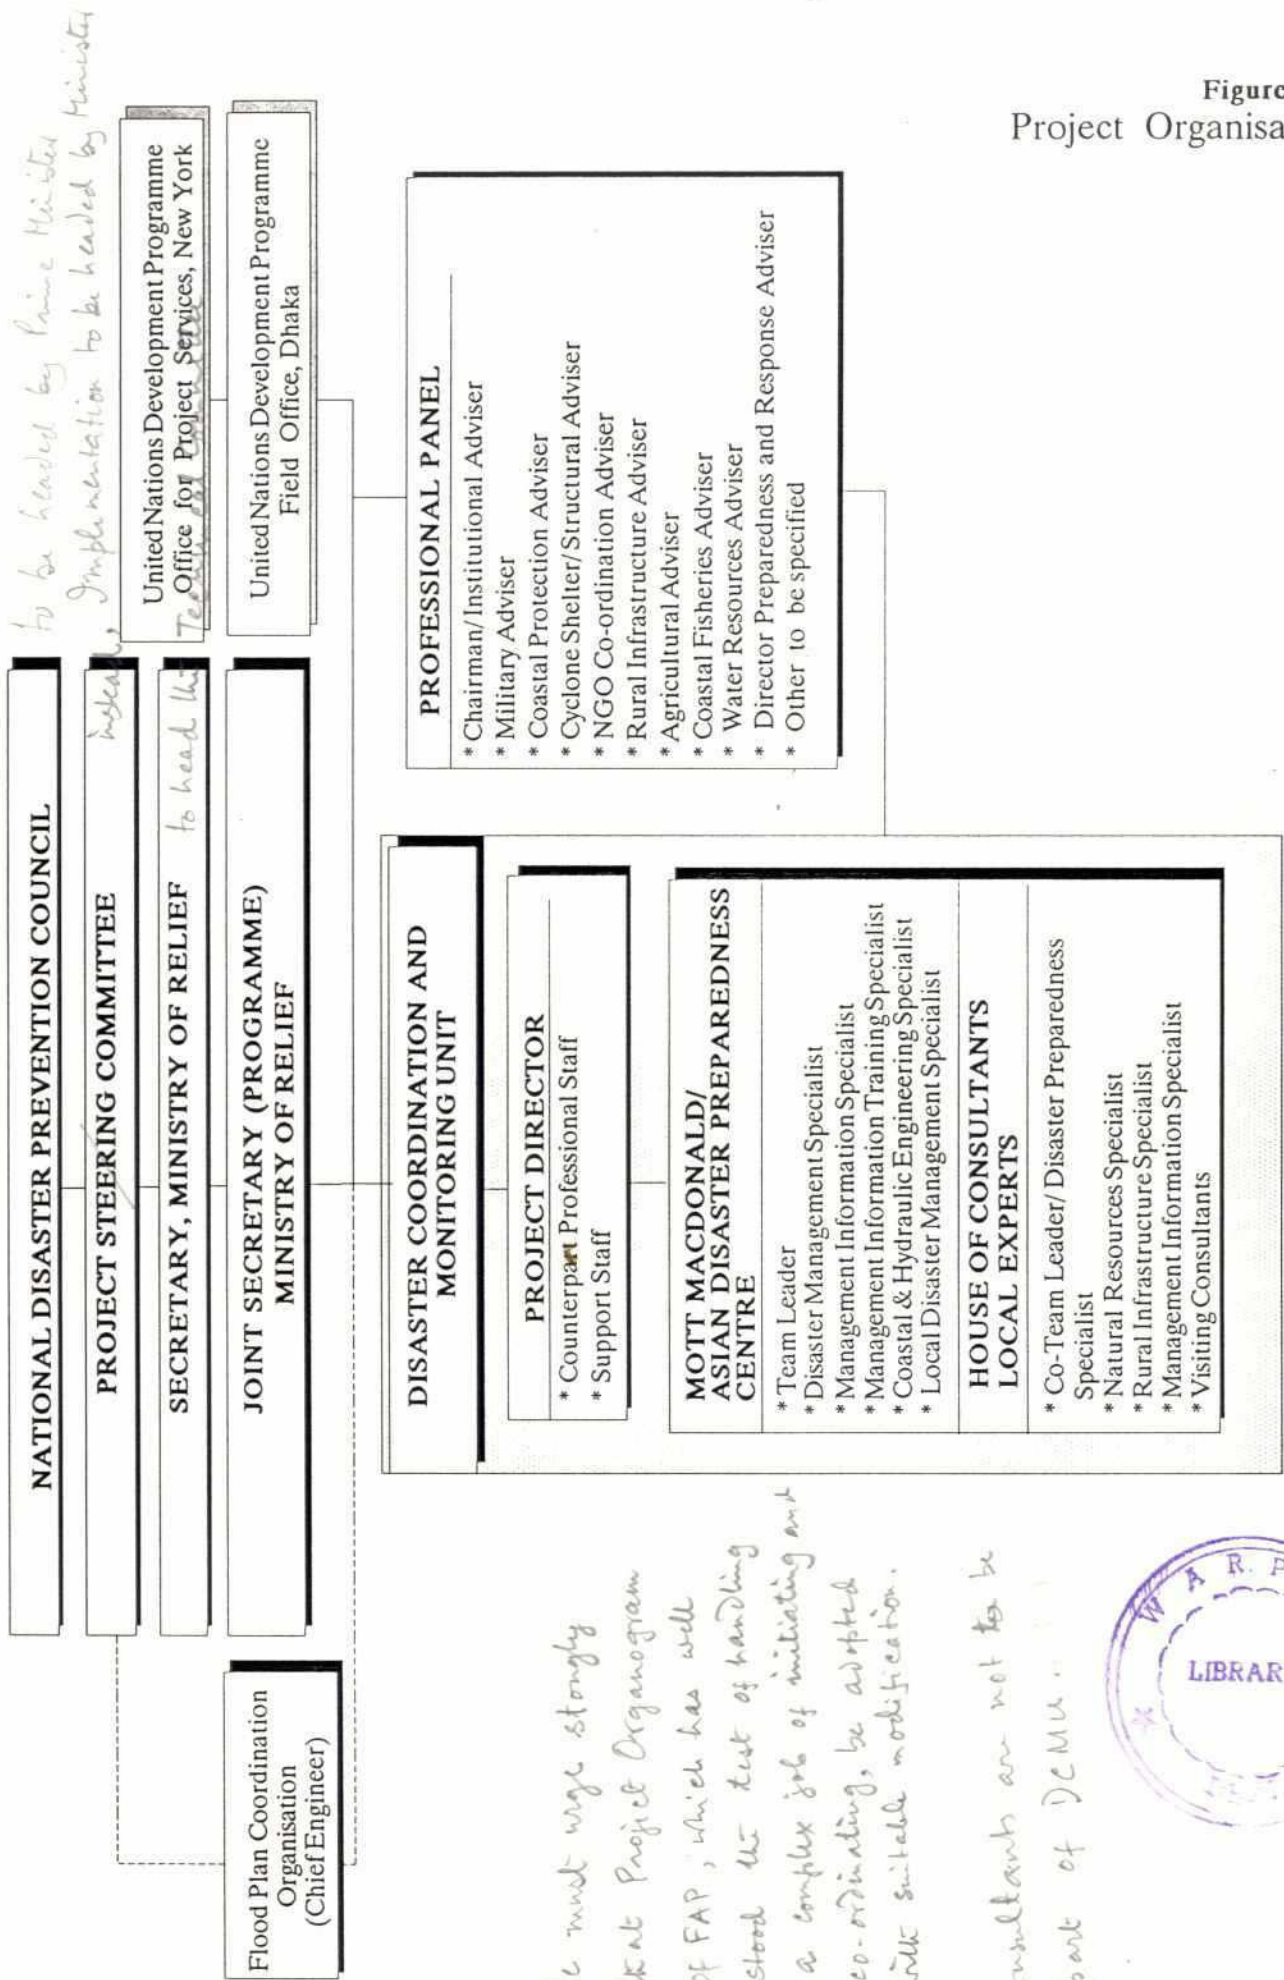 Figure
Project Organisa
NATIONAL DISASTER PREVENTION COUNCIL
to be headed by Prime Minister
PROJECT STEERING COMMITTEE
instead, Implementation to be headed by Minister
SECRETARY, MINISTRY OF RELIEF
to head the Technical Committee
JOINT SECRETARY (PROGRAMME)
MINISTRY OF RELIEF
United Nations Development Programme
Office for Project Services, New York
United Nations Development Programme
Field Office, Dhaka
Flood Plan Coordination
Organisation
(Chief Engineer)
DISASTER COORDINATION AND
MONITORING UNIT
PROJECT DIRECTOR
* Counterpart Professional Staff
* Support Staff
MOTT MACDONALD/
ASIAN DISASTER PREPAREDNESS
CENTRE
* Team Leader
* Disaster Management Specialist
* Management Information Specialist
* Management Information Training Specialist
* Coastal & Hydraulic Engineering Specialist
* Local Disaster Management Specialist
HOUSE OF CONSULTANTS
LOCAL EXPERTS
* Co-Team Leader/ Disaster Preparedness
Specialist
* Natural Resources Specialist
* Rural Infrastructure Specialist
* Management Information Specialist
* Visiting Consultants
PROFESSIONAL PANEL
* Chairman/ Institutional Adviser
* Military Adviser
* Coastal Protection Adviser
* Cyclone Shelter/ Structural Adviser
* NGO Co-ordination Adviser
* Rural Infrastructure Adviser
* Agricultural Adviser
* Coastal Fisheries Adviser
* Water Resources Adviser
* Director Preparedness and Response Adviser
* Other to be specified
must urge stongly
Project Organogram
of FAP, which has well
stood the test of handling
a complex job of initiating and
co-ordinating, be adopted
with suitable modification.
are not to be
part of DCMU.
W A R P
LIBRAR